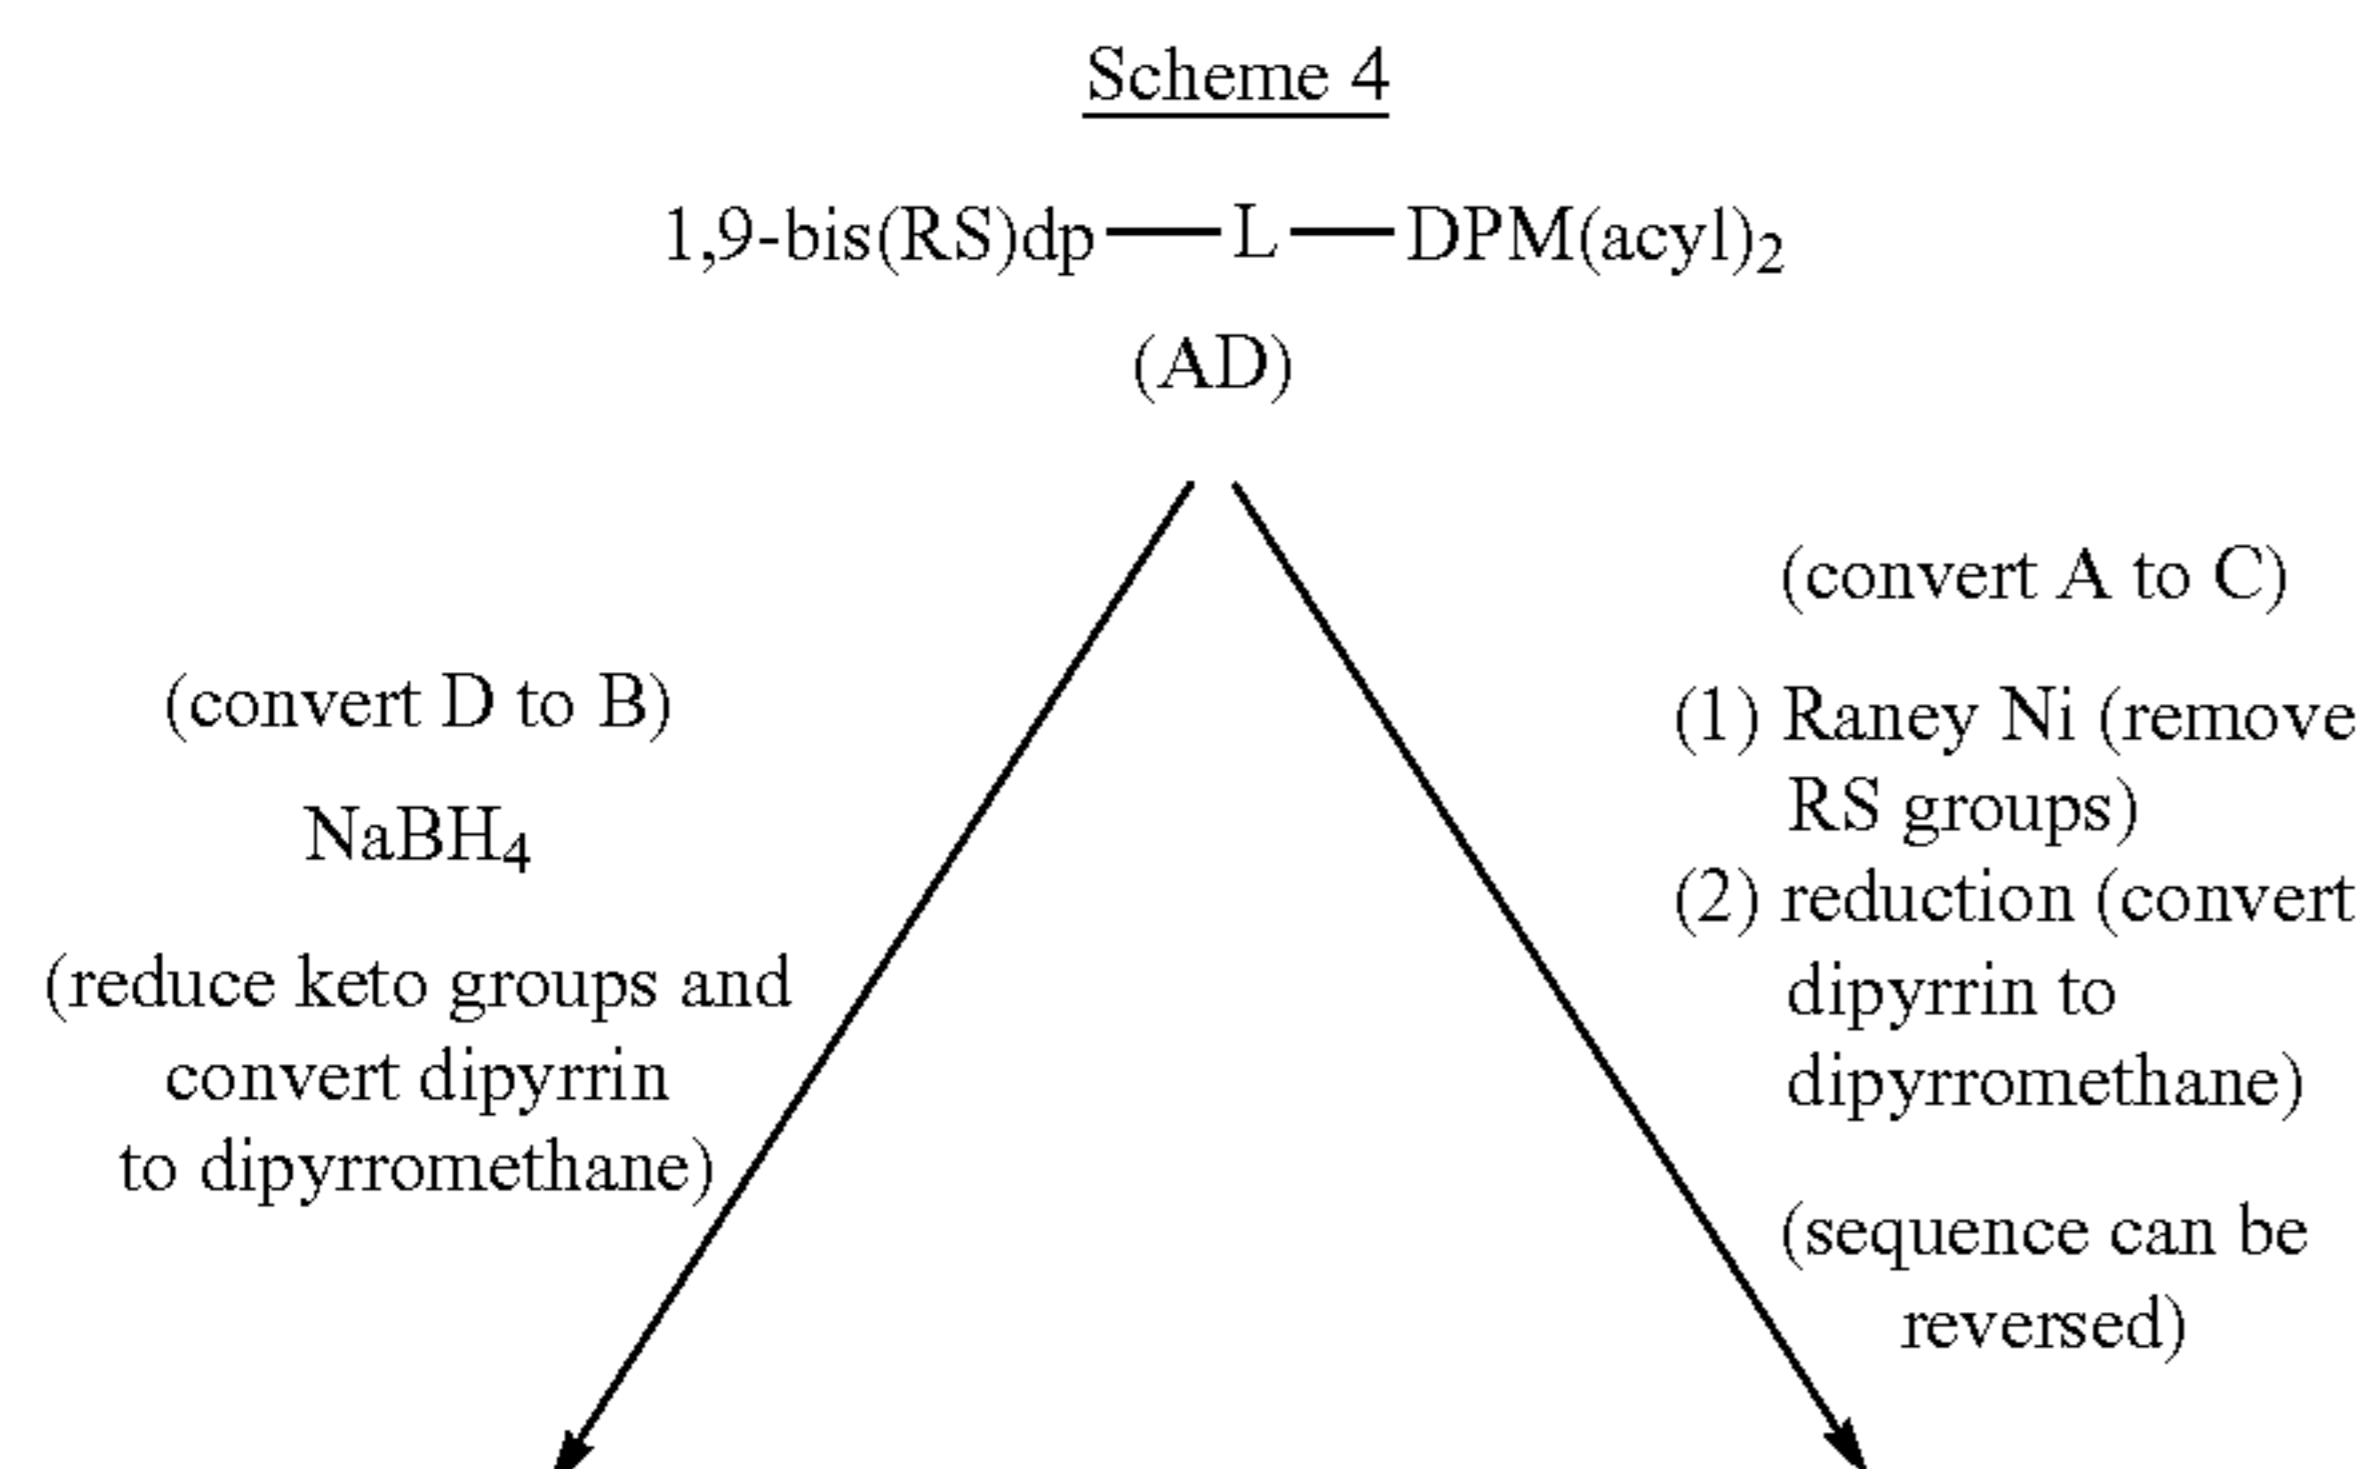 Scheme 4
1,9-bis(RS)dp—L—DPM(acyl)₂
(AD)
(convert D to B)
NaBH₄
(reduce keto groups and
convert dipyrrin
to dipyrromethane)
(convert A to C)
(1) Raney Ni (remove
RS groups)
(2) reduction (convert
dipyrrin to
dipyrromethane)
(sequence can be
reversed)